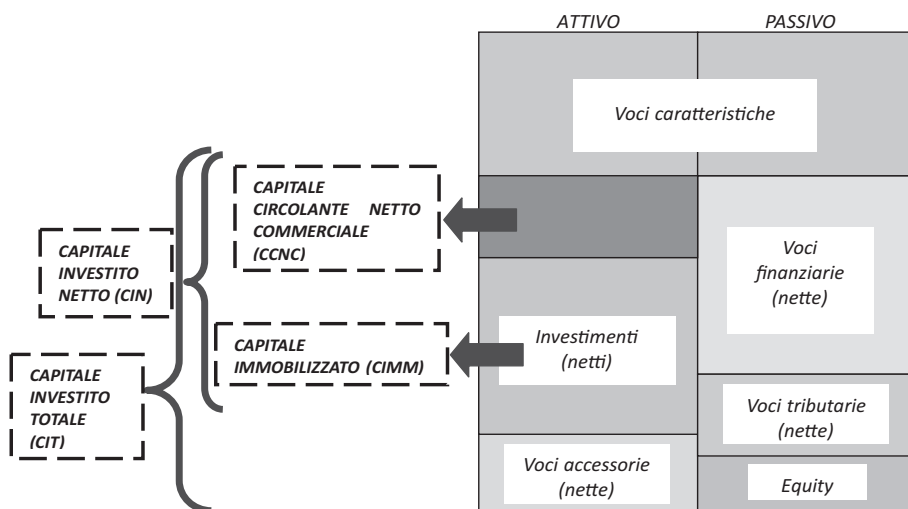 ATTIVO
PASSIVO
Voci caratteristiche
CAPITALE
CIRCOLANTE NETTO
COMMERCIALE
(CCNC)
CAPITALE
INVESTITO
NETTO (CIN)
Voci
finanziarie
(nette)
CAPITALE
IMMOBILIZZATO (CIMM)
Investimenti
(netti)
CAPITALE
INVESTITO
TOTALE
(CIT)
Voci tributarie
(nette)
Voci accessorie
(nette)
Equity